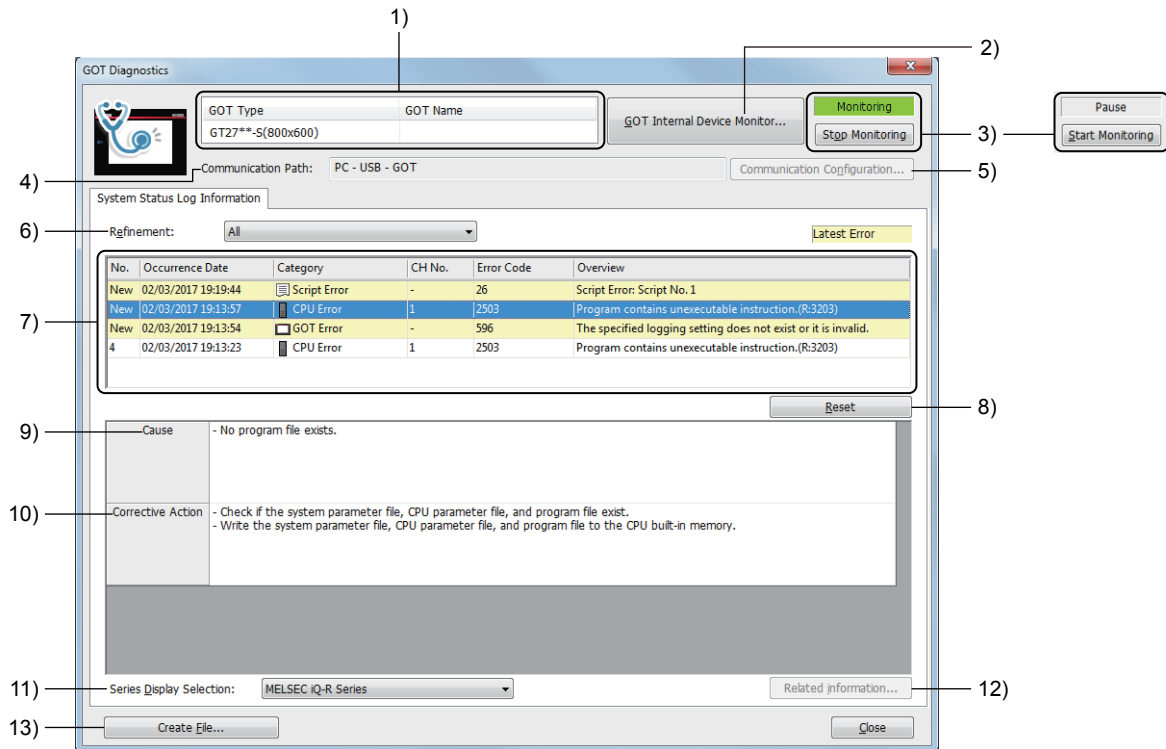 1)
2)
GOT Diagnostics
GOT Type GOT Name
GT27**-S(800x600)
GOT Internal Device Monitor...
Monitoring
Stop Monitoring
3)
Pause
Start Monitoring
4)
Communication Path: PC - USB - GOT
Communication Configuration...
5)
System Status Log Information
6)
Refinement: All
Latest Error
No. Occurrence Date Category CH No. Error Code Overview
New 02/03/2017 19:19:44 Script Error - 26 Script Error: Script No. 1
New 02/03/2017 19:13:57 CPU Error 1 2503 Program contains unexecutable instruction.(R:3203)
7)
New 02/03/2017 19:13:54 GOT Error - 596 The specified logging setting does not exist or it is invalid.
4 02/03/2017 19:13:23 CPU Error 1 2503 Program contains unexecutable instruction.(R:3203)
Reset
8)
9)
Cause - No program file exists.
10)
Corrective Action - Check if the system parameter file, CPU parameter file, and program file exist.
- Write the system parameter file, CPU parameter file, and program file to the CPU built-in memory.
11)
Series Display Selection: MELSEC iQ-R Series
Related information...
12)
13)
Create File...
Close